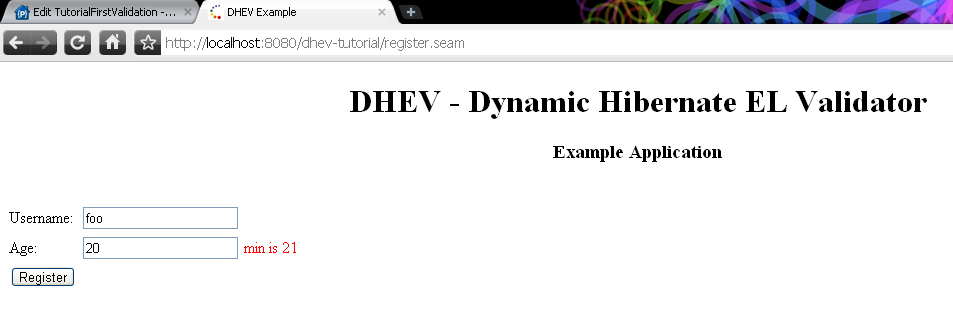 Edit TutorialFirstValidation -...
DHEV Example
http://localhost:8080/dhev-tutorial/register.seam
DHEV - Dynamic Hibernate EL Validator
Example Application
Username: foo
Age: 20 min is 21
Register